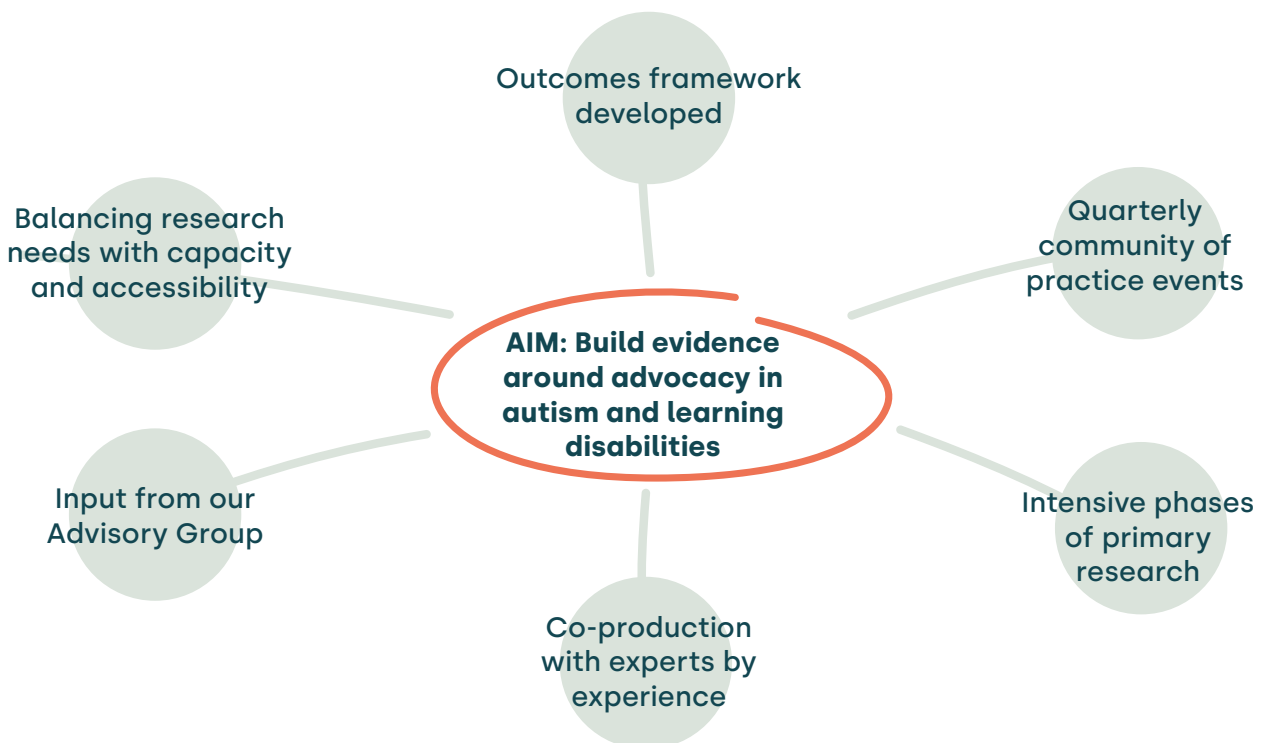 Outcomes framework
developed
Quarterly
community of
practice events
Balancing research
needs with capacity
and accessibility
AIM: Build evidence
around advocacy in
autism and learning
disabilities
Input from our
Advisory Group
Intensive phases
of primary
research
Co-production
with experts by
experience